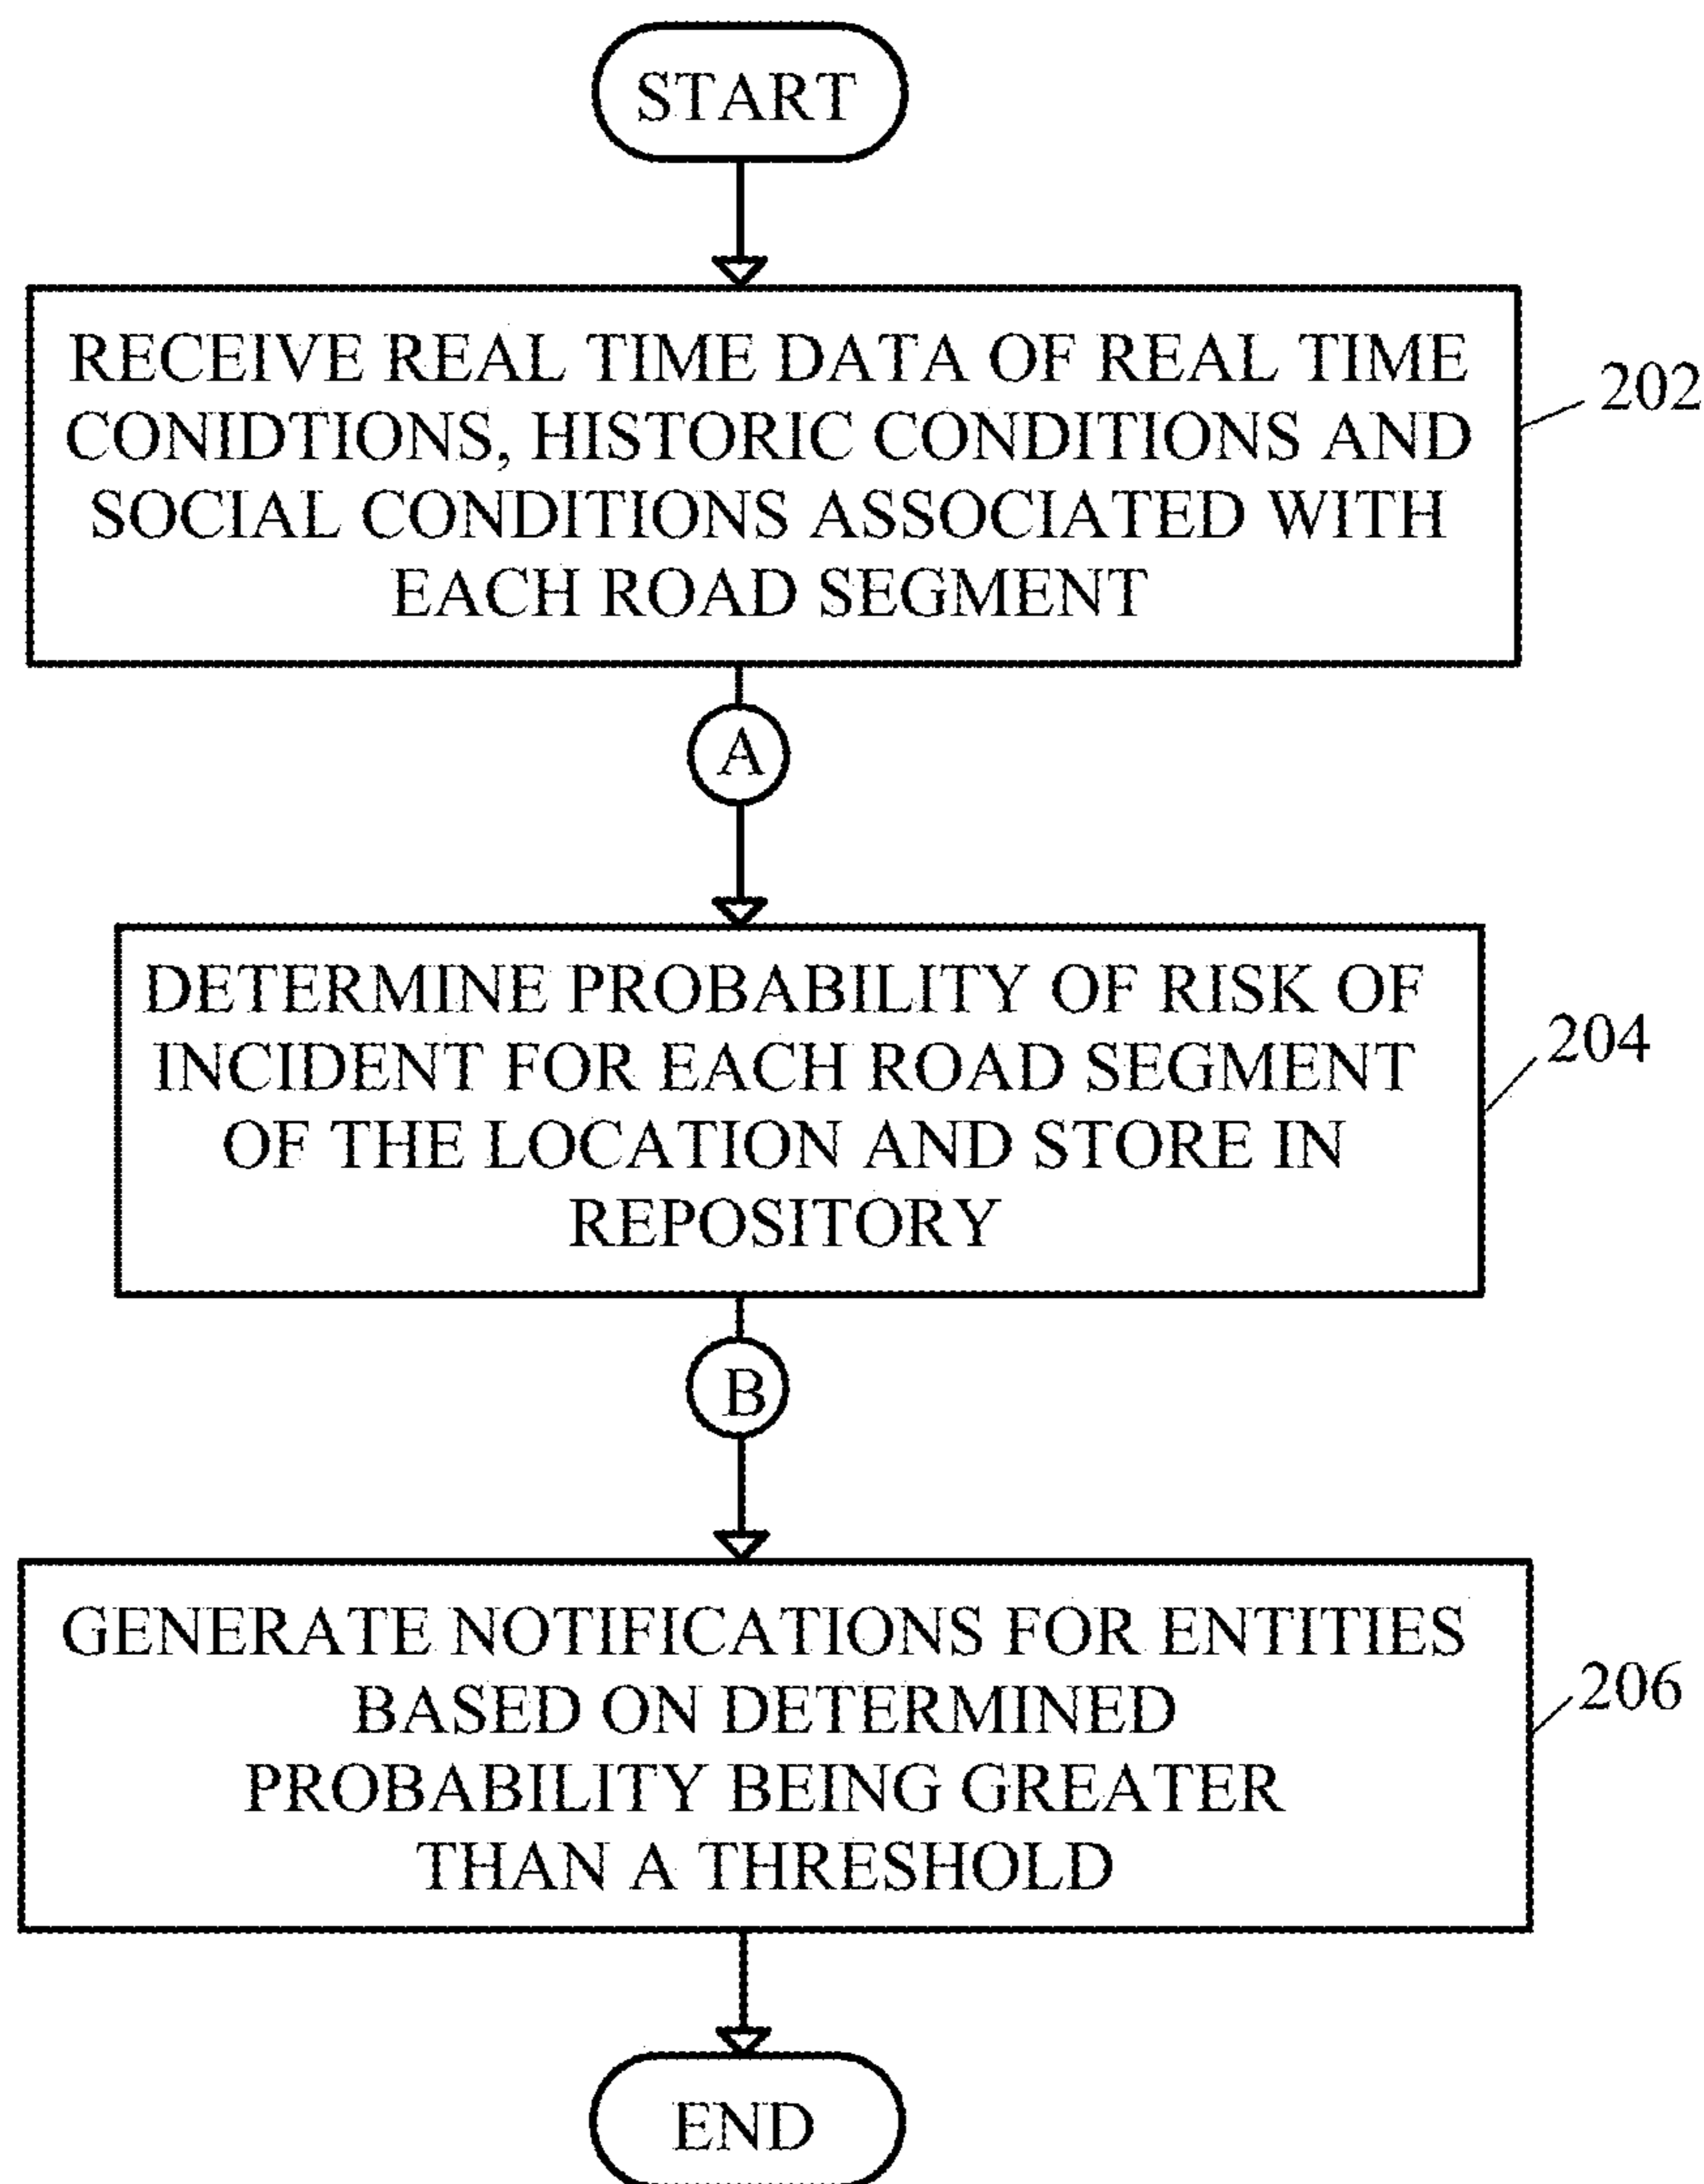 START
RECEIVE REAL TIME DATA OF REAL TIME
CONIDTIONS, HISTORIC CONDITIONS AND
SOCIAL CONDITIONS ASSOCIATED WITH
EACH ROAD SEGMENT
202
A
DETERMINE PROBABILITY OF RISK OF
INCIDENT FOR EACH ROAD SEGMENT
OF THE LOCATION AND STORE IN
REPOSITORY
204
B
GENERATE NOTIFICATIONS FOR ENTITIES
BASED ON DETERMINED
PROBABILITY BEING GREATER
THAN A THRESHOLD
206
END